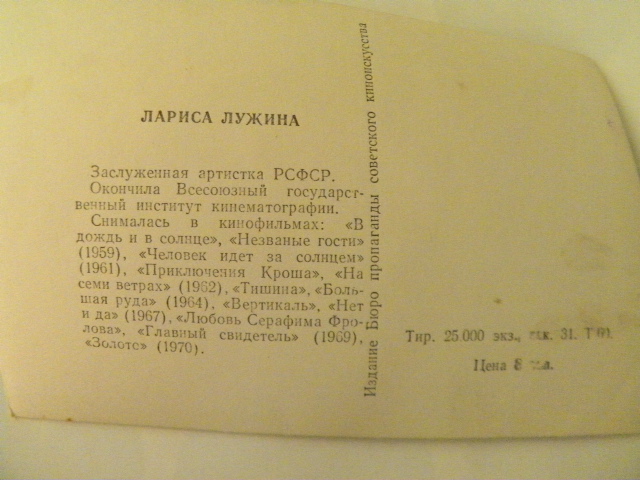 ЛАРИСА ЛУЖИНА
Заслуженная артистка РСФСР.
Окончила Всесоюзный государст-
венный институт кинематографии.
Снималась в кинофильмах: «В
дождь и в солнце», «Незваные гости»
(1959), «Человек идет за солнцем»
(1961), «Приключения Кроша», «На
семи ветрах» (1962), «Тишина», «Боль-
шая руда» (1964), «Вертикаль», «Нет
и да» (1967), «Любовь Серафима Фро-
лова», «Главный свидетель» (1969),
«Золото» (1970).
Издание Бюро пропаганды советского киноискусства
Тир. 25.000 экз., 31.
Цена 8